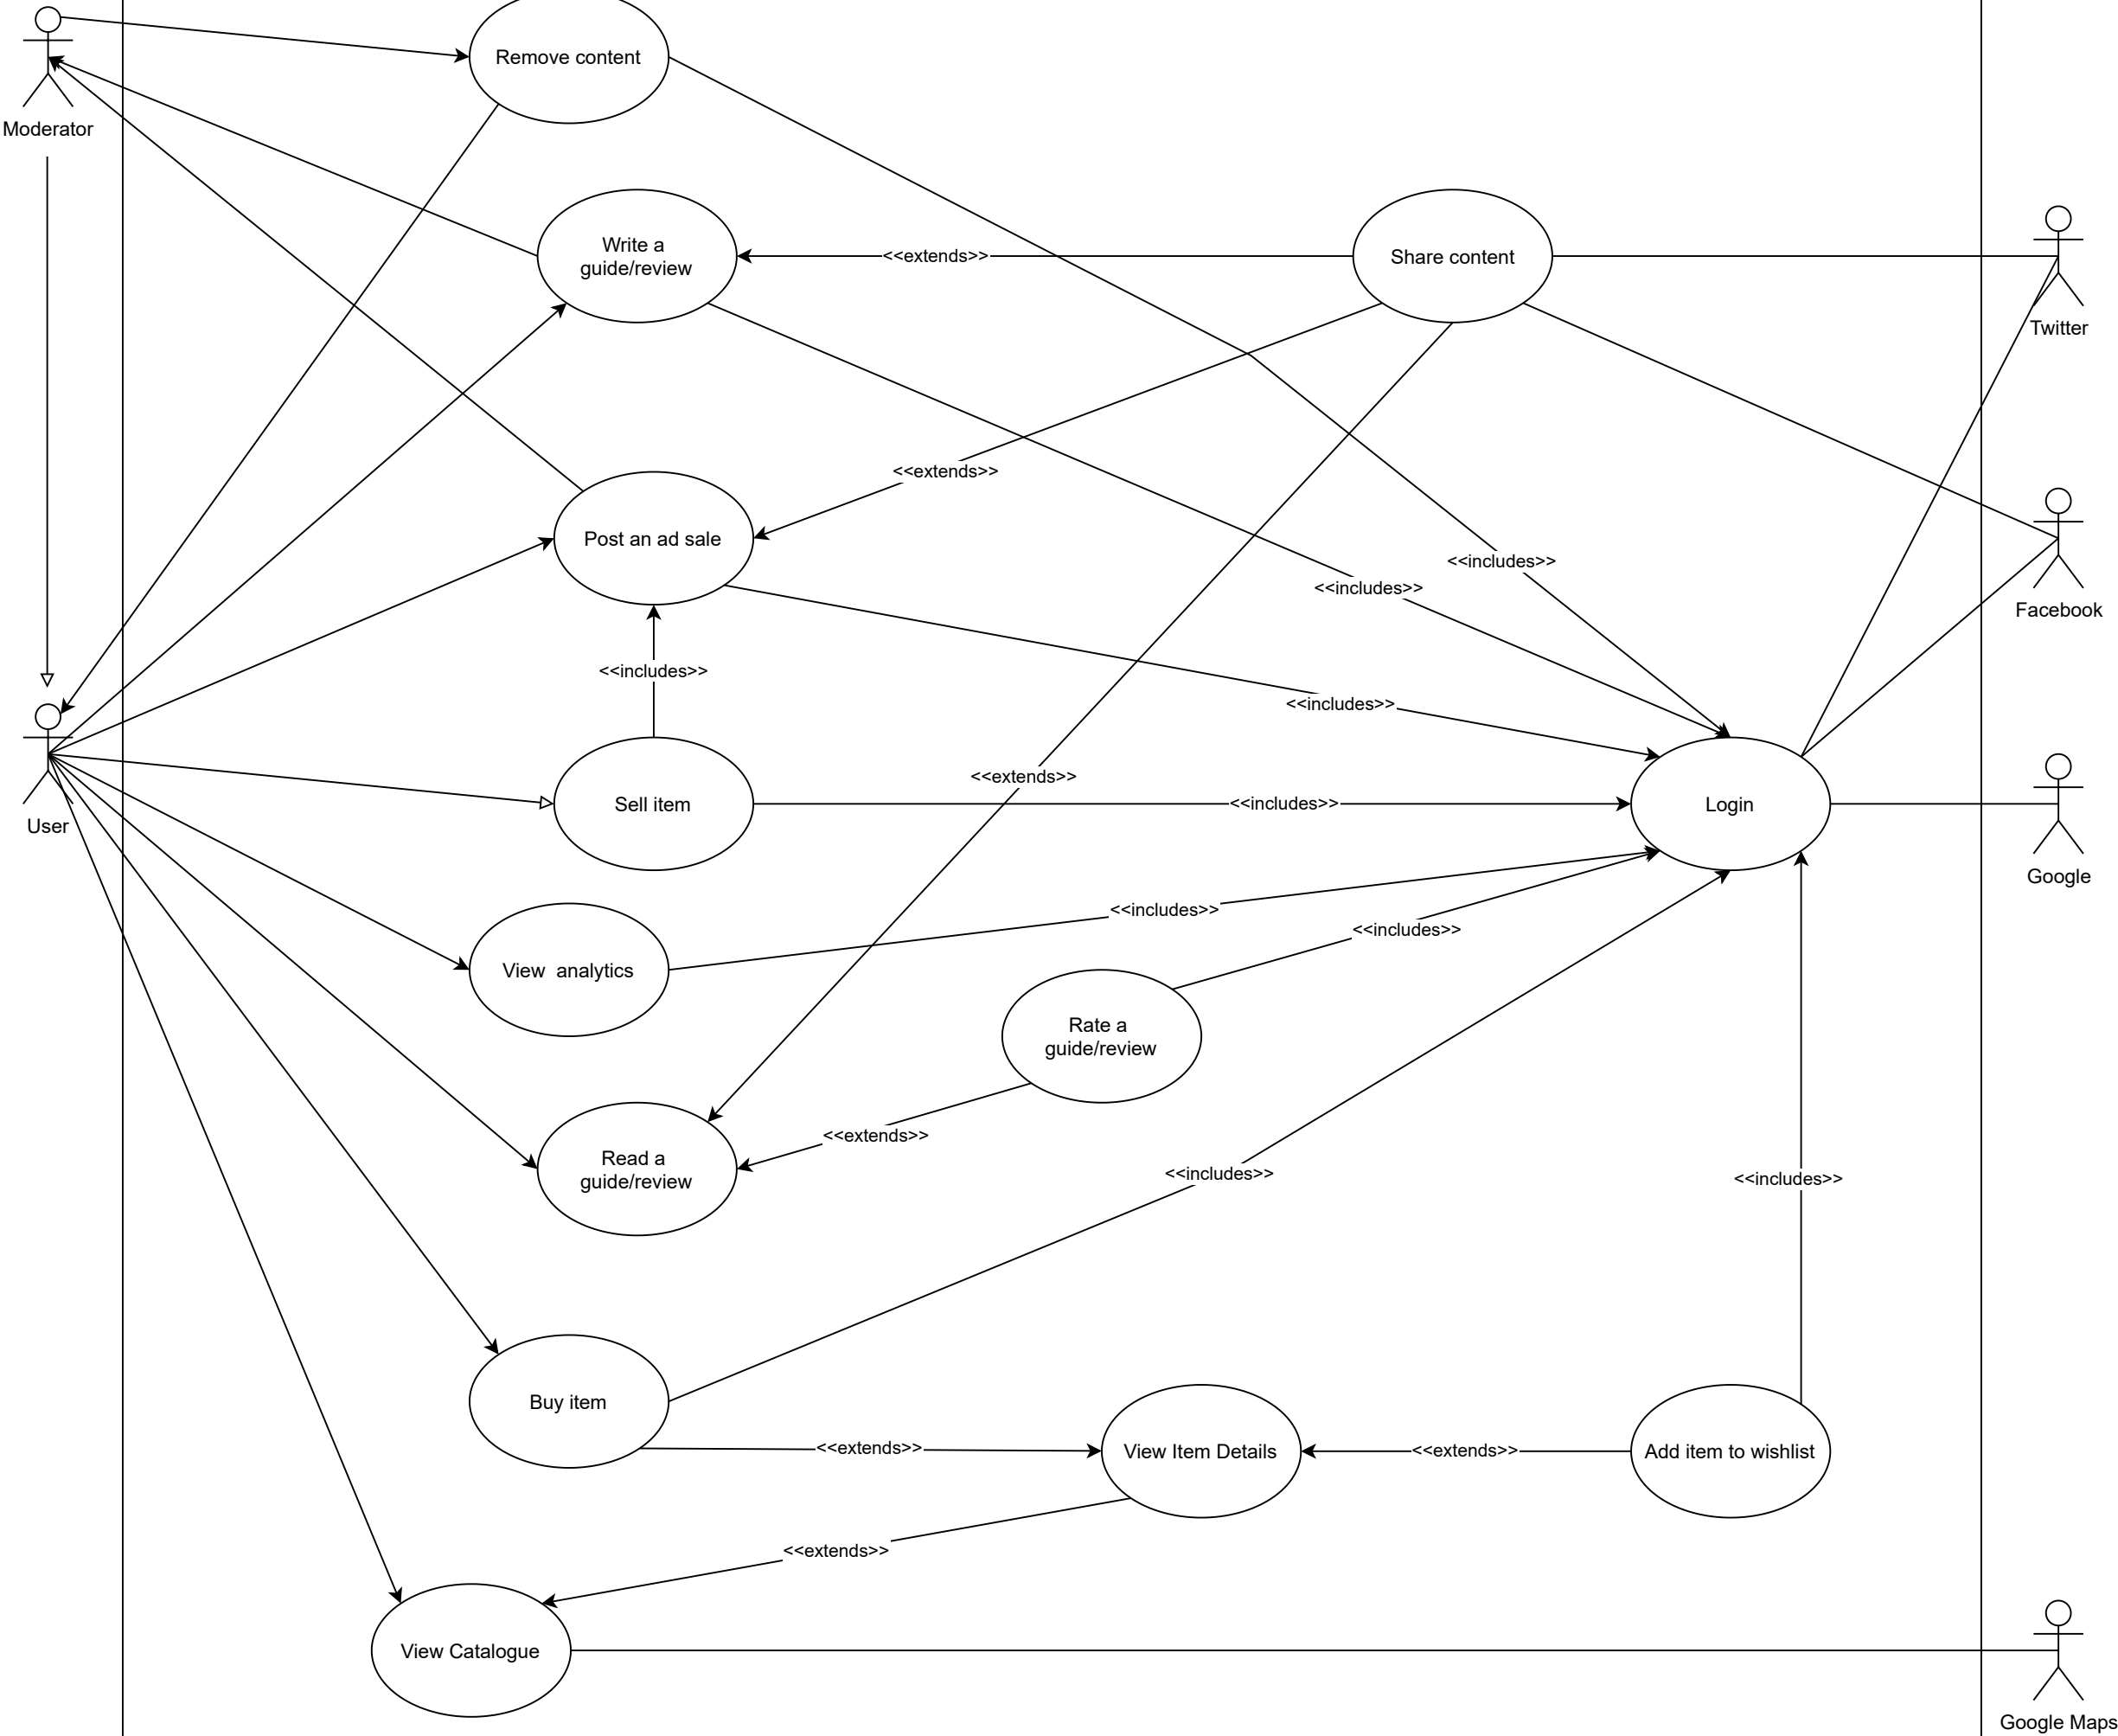 Remove content
Moderator
Write a
guide/review
<<extends>>
Share content
Twitter
<<extends>>
Post an ad sale
<<includes>>
<<includes>>
Facebook
<<includes>>
<<includes>>
<<extends>>
Sell item
<<includes>>
Login
User
Google
<<includes>>
<<includes>>
View  analytics
Rate a
guide/review
<<extends>>
Read a
guide/review
<<includes>>
<<includes>>
Buy item
<<extends>>
View Item Details
<<extends>>
Add item to wishlist
<<extends>>
View Catalogue
Google Maps